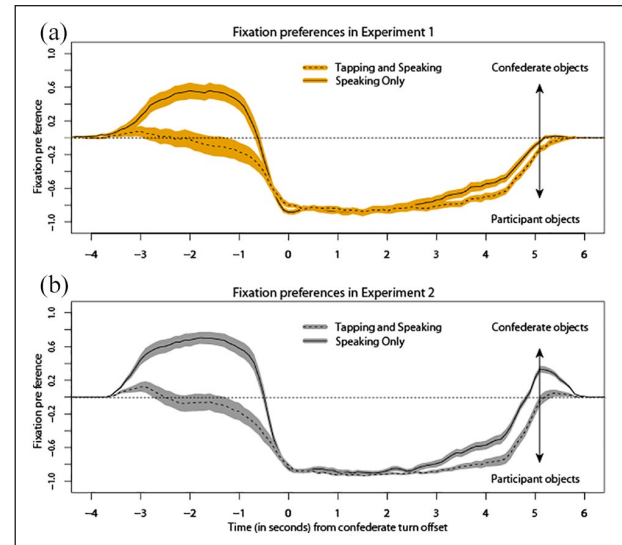 (a)
Fixation preferences in Experiment 1
Fixation preference
1.0
0.6
0.2
-0.2
-0.6
-1.0
Tapping and Speaking
Speaking Only
Confederate objects
Participant objects
−4 −3 −2 −1 0 1 2 3 4 5 6
(b)
Fixation preferences in Experiment 2
Fixation preference
1.0
0.6
0.2
-0.2
-0.6
-1.0
Tapping and Speaking
Speaking Only
Confederate objects
Participant objects
−4 −3 −2 −1 0 1 2 3 4 5 6
Time (in seconds) from confederate turn offset